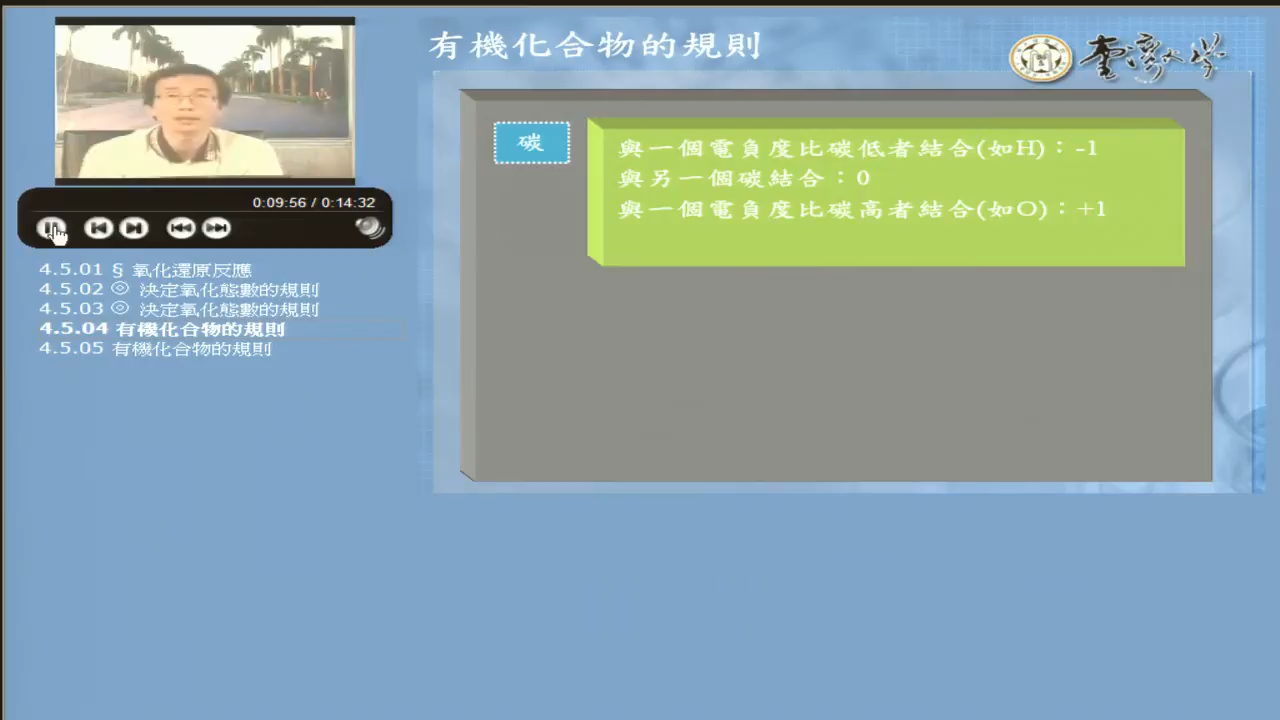 有機化合物的規則
臺灣大學
碳
與一個電負度比碳低者結合(如H)：-1
與另一個碳結合：0
與一個電負度比碳高者結合(如O)：+1
0:09:56 / 0:14:32
4.5.01 § 氧化還原反應
4.5.02 ◎ 決定氧化態數的規則
4.5.03 ◎ 決定氧化態數的規則
4.5.04 有機化合物的規則
4.5.05 有機化合物的規則